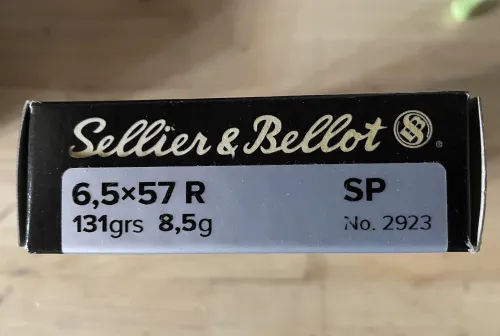 Sellier & Bellot ®
6,5×57 R SP
131grs 8,5g No. 2923